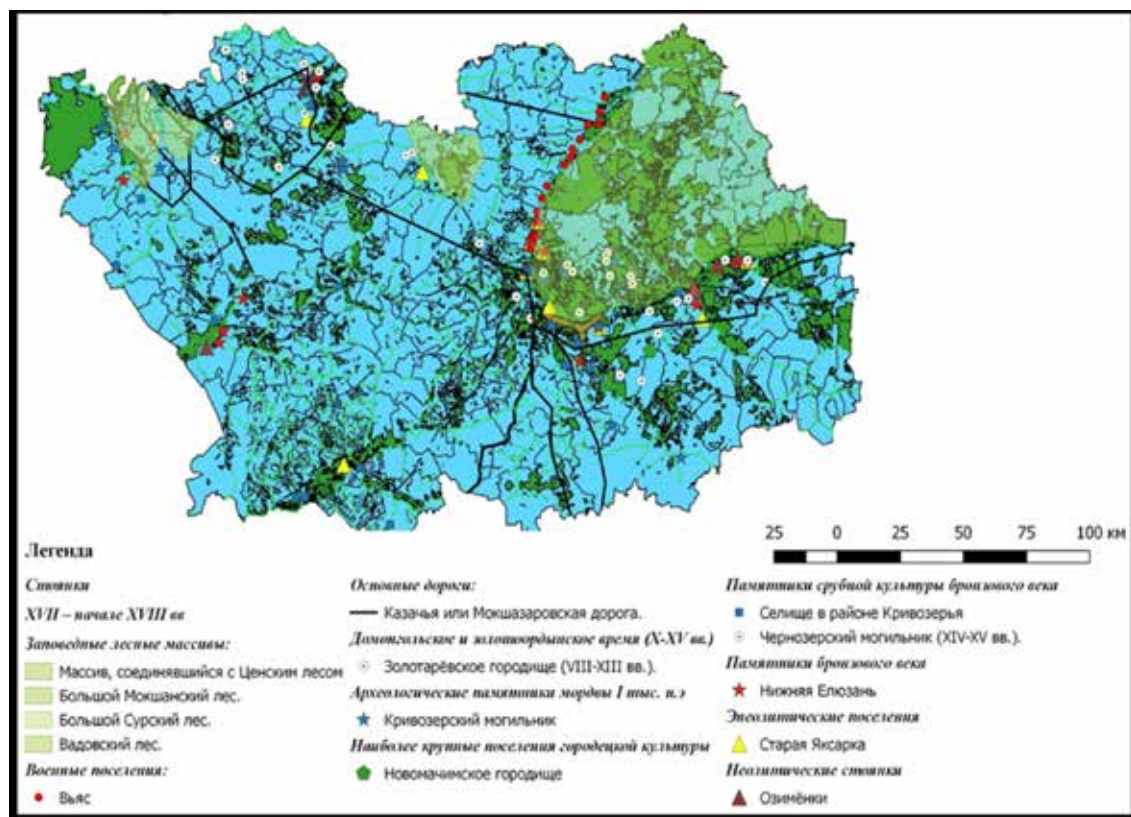 25 0 25 50 75 100 км
Легенда
Стоянки
XVII – начале XVIII вв
Заповедные лесные массивы:
Массив, соединявшийся с Ценским лесом
Большой Мокшанский лес.
Большой Сурский лес.
Вадовский лес.
Военные поселения:
Вьяс
Основные дороги:
Казачья или Мокшазаровская дорога.
Домонгольское и золотоордынское время (X-XV вв.)
Золотарёвское городище (VIII-XIII вв.).
Археологические памятники мордвы I тыс. н.э
Кривозерский могильник
Наиболее крупные поселения городецкой культуры
Новомачимское городище
Памятники срубной культуры бронзового века
Селище в районе Кривозерья
Чернозерский могильник (XIV-XV вв.).
Памятники бронзового века
Нижняя Елюзань
Энеолитические поселения
Старая Яксарка
Неолитические стоянки
Озимёнки